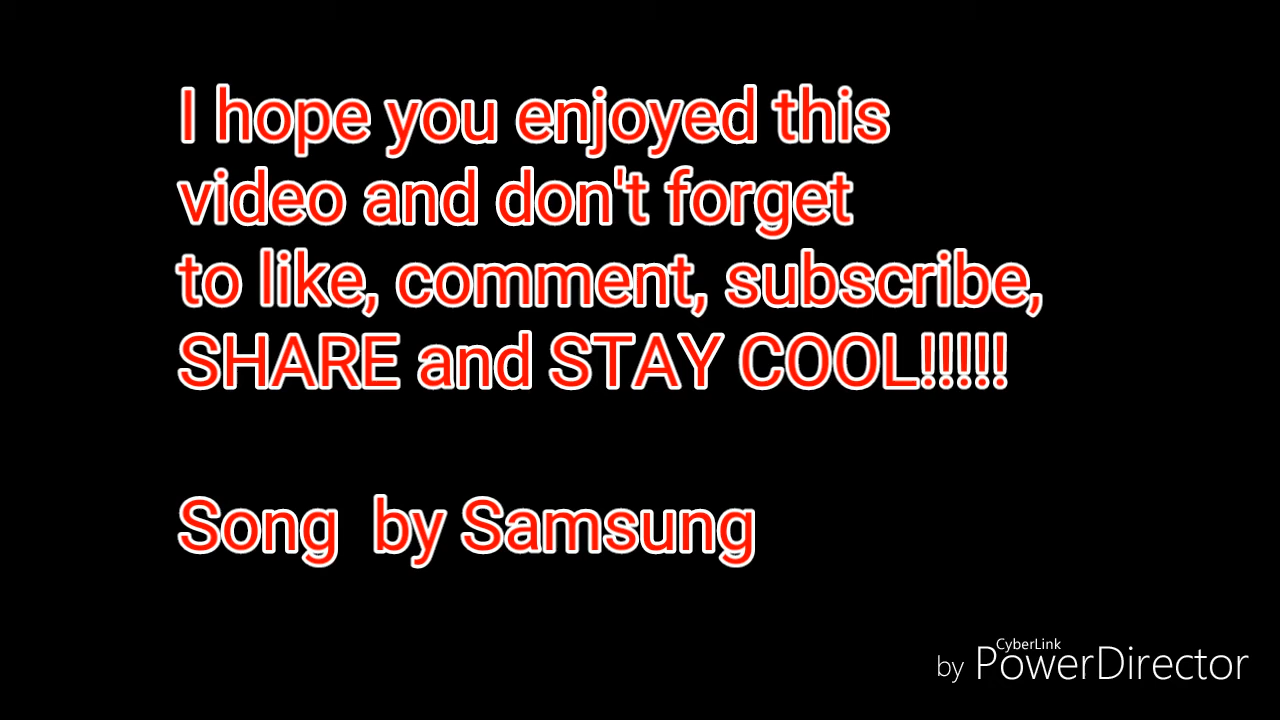 I hope you enjoyed this
video and don't forget
to like, comment, subscribe,
SHARE and STAY COOL!!!!!
Song  by Samsung
CyberLink
by PowerDirector